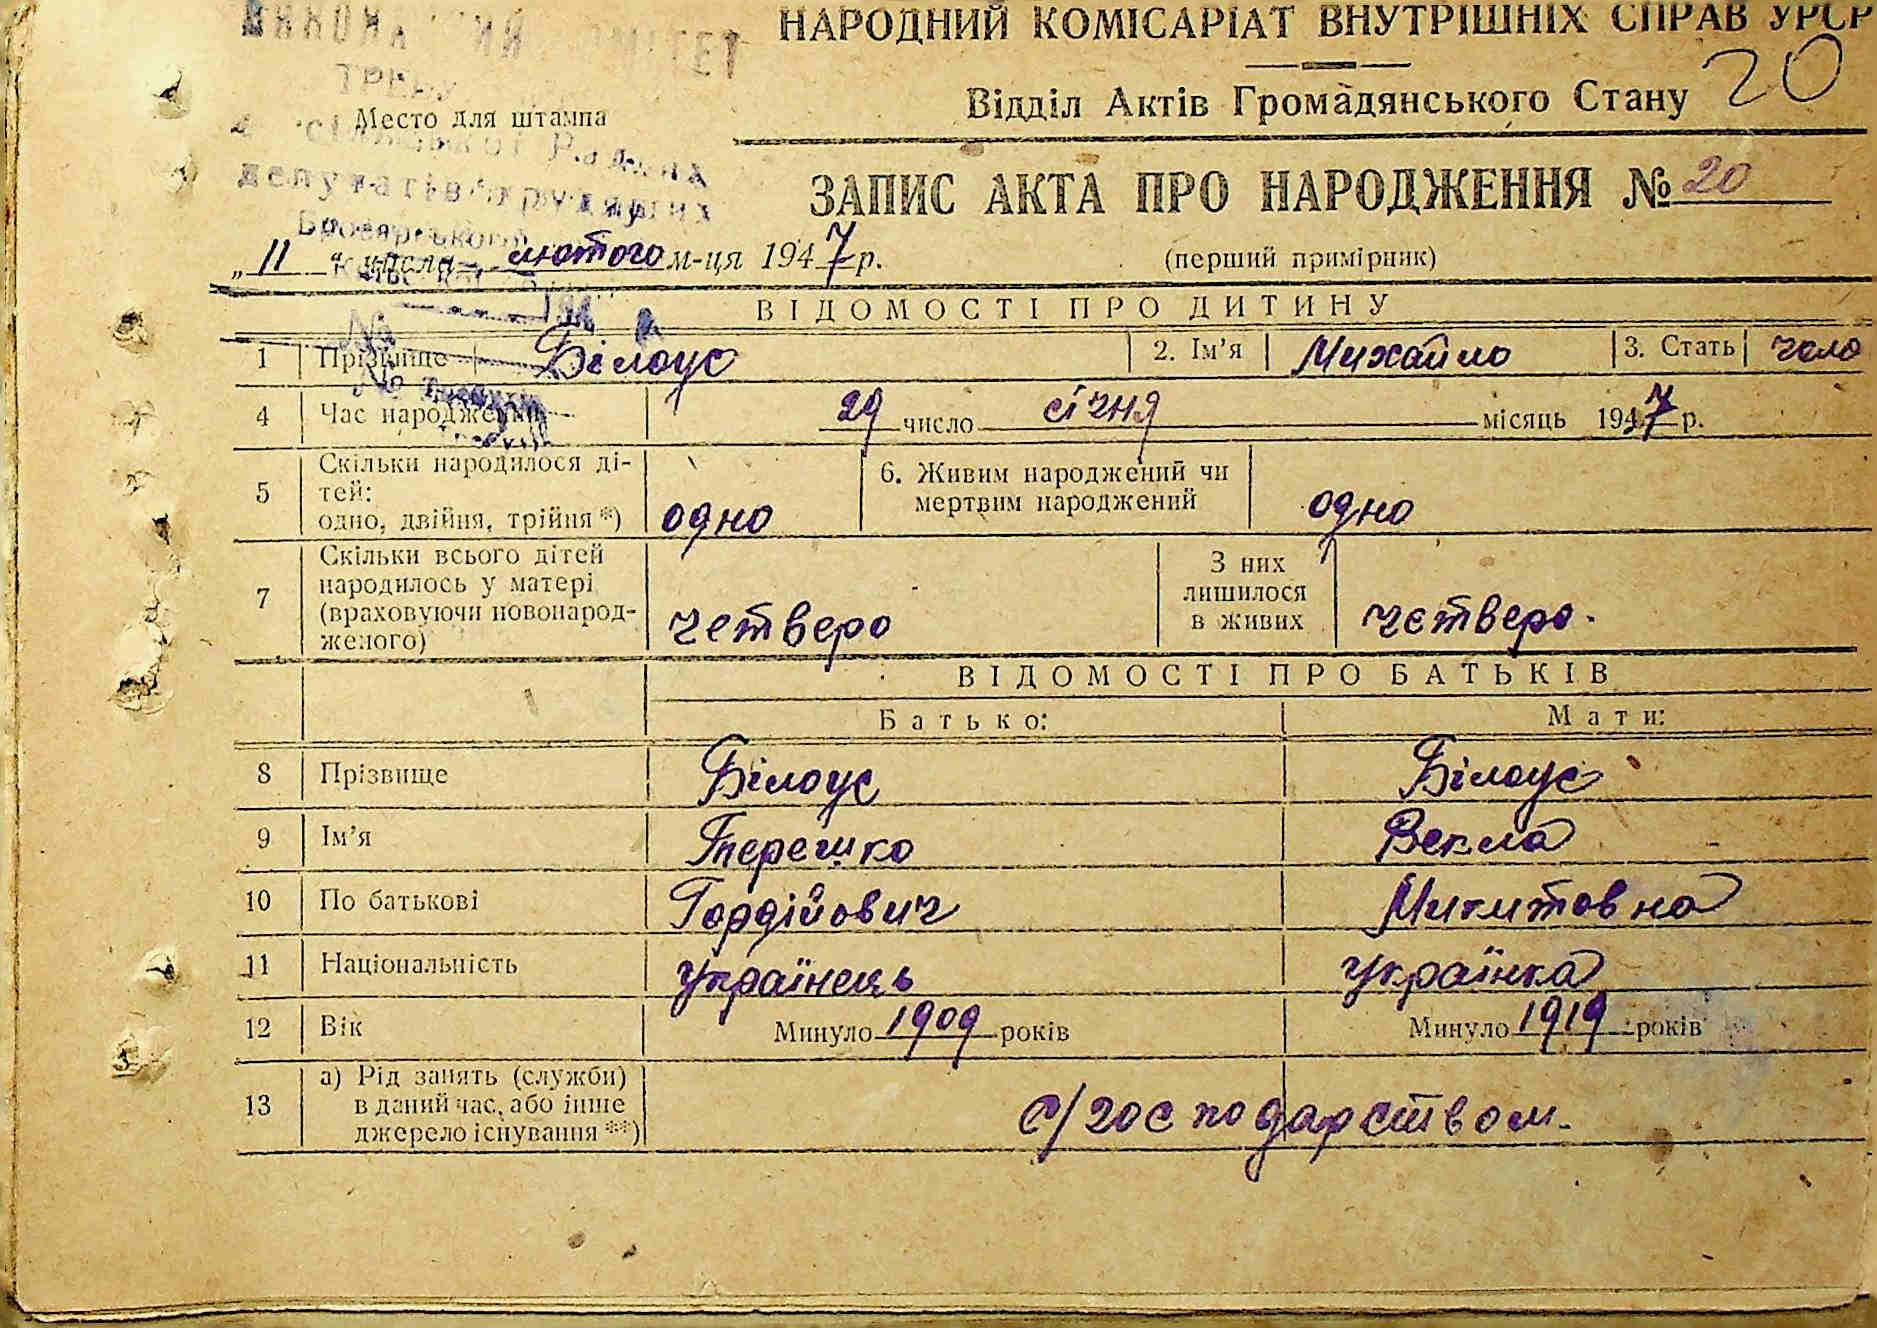 НАРОДНИЙ КОМІСАРІАТ ВНУТРІШНІХ СПРАВ УРСР
20
Відділ Актів Громадянського Стану
Место для штампа
депутатів трудящих
ЗАПИС АКТА ПРО НАРОДЖЕННЯ № 20
„11“ числа лютого м-ця 1947 р. (перший примірник)
ВІДОМОСТІ ПРО ДИТИНУ
1 Прізвище Білоус 2. Ім’я Михайло 3. Стать чоло
4 Час народження 29 число січня місяць 1947 р.
5 Скільки народилося дітей: одно, двійня, трійня *) одно 6. Живим народжений чи мертвим народжений одно
7 Скільки всього дітей народилось у матері (враховуючи новонародженого) четверо З них лишилося в живих четверо.
ВІДОМОСТІ ПРО БАТЬКІВ
Батько: Мати:
8 Прізвище Білоус Білоус
9 Ім’я Терешко Векла
10 По батькові Гордійович Микитовна
11 Національність Українець Українка
12 Вік Минуло 1909 років Минуло 1919 років
13 а) Рід занять (служби) в даний час, або інше джерело існування **) с/господарством.